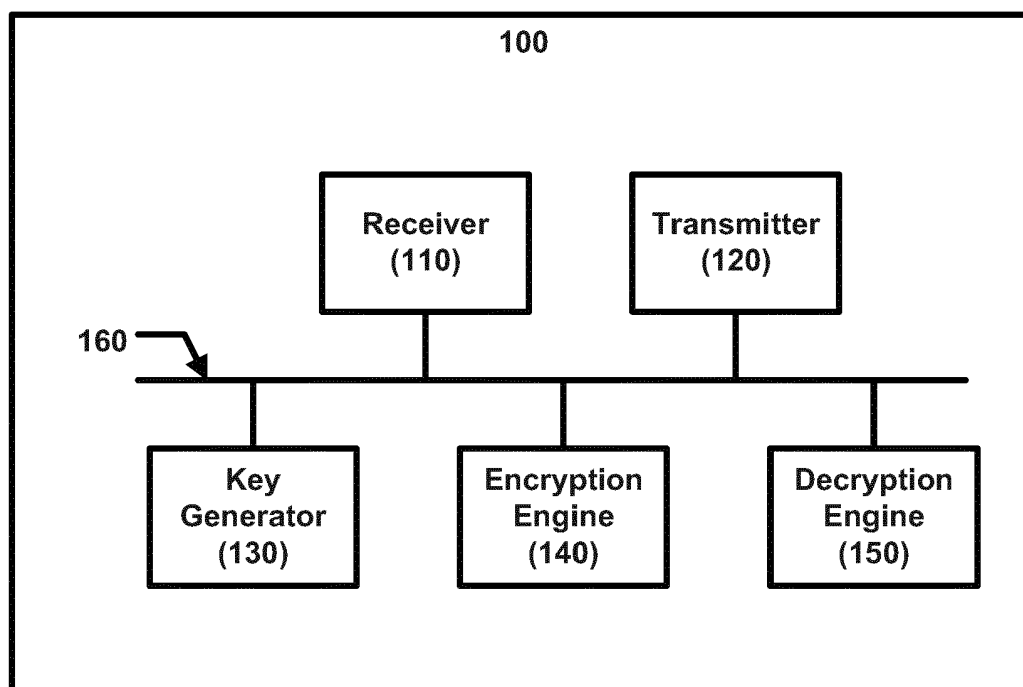 100
Receiver
(110)
Transmitter
(120)
160
Key
Generator
(130)
Encryption
Engine
(140)
Decryption
Engine
(150)